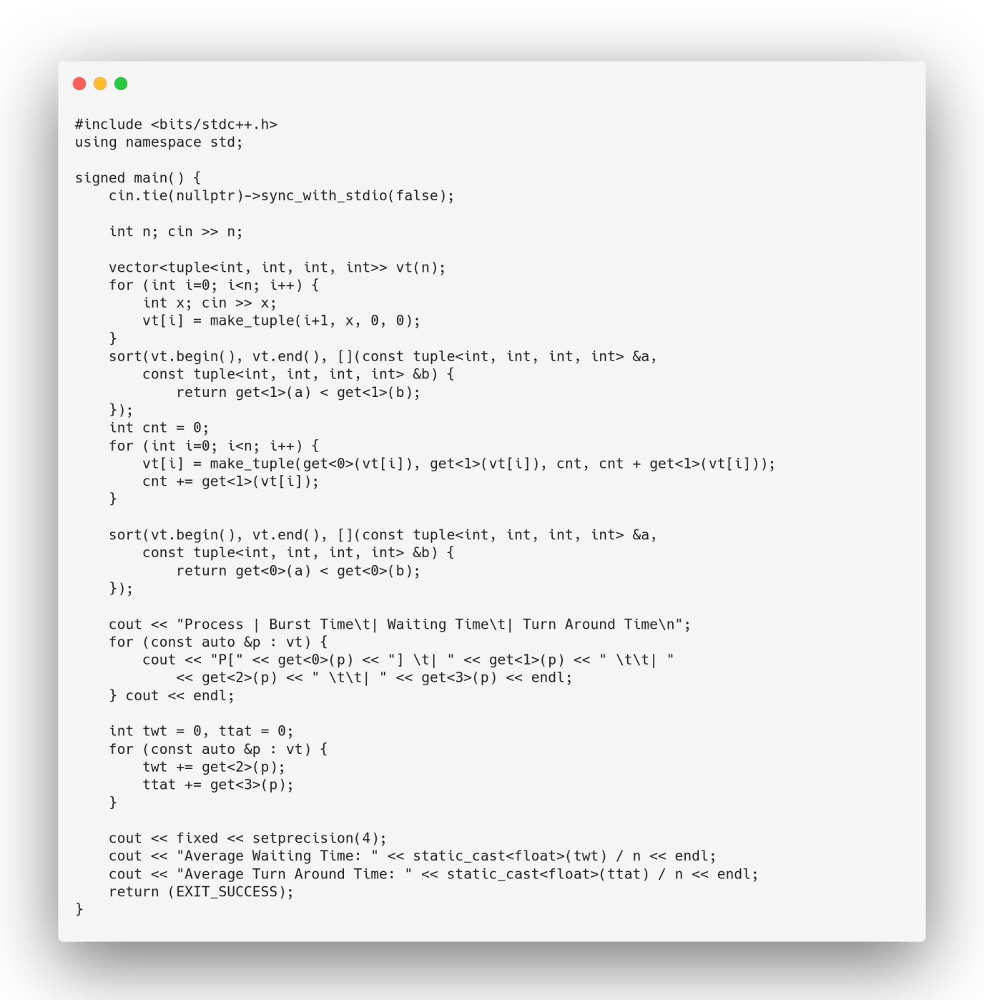 #include <bits/stdc++.h>
using namespace std;

signed main() {
    cin.tie(nullptr)->sync_with_stdio(false);

    int n; cin >> n;

    vector<tuple<int, int, int, int>> vt(n);
    for (int i=0; i<n; i++) {
        int x; cin >> x;
        vt[i] = make_tuple(i+1, x, 0, 0);
    }
    sort(vt.begin(), vt.end(), [](const tuple<int, int, int, int> &a,
        const tuple<int, int, int, int> &b) {
            return get<1>(a) < get<1>(b);
    });
    int cnt = 0;
    for (int i=0; i<n; i++) {
        vt[i] = make_tuple(get<0>(vt[i]), get<1>(vt[i]), cnt, cnt + get<1>(vt[i]));
        cnt += get<1>(vt[i]);
    }

    sort(vt.begin(), vt.end(), [](const tuple<int, int, int, int> &a,
        const tuple<int, int, int, int> &b) {
            return get<0>(a) < get<0>(b);
    });

    cout << "Process | Burst Time\t| Waiting Time\t| Turn Around Time\n";
    for (const auto &p : vt) {
        cout << "P[" << get<0>(p) << "] \t| " << get<1>(p) << " \t\t| "
            << get<2>(p) << " \t\t| " << get<3>(p) << endl;
    } cout << endl;

    int twt = 0, ttat = 0;
    for (const auto &p : vt) {
        twt += get<2>(p);
        ttat += get<3>(p);
    }

    cout << fixed << setprecision(4);
    cout << "Average Waiting Time: " << static_cast<float>(twt) / n << endl;
    cout << "Average Turn Around Time: " << static_cast<float>(ttat) / n << endl;
    return (EXIT_SUCCESS);
}